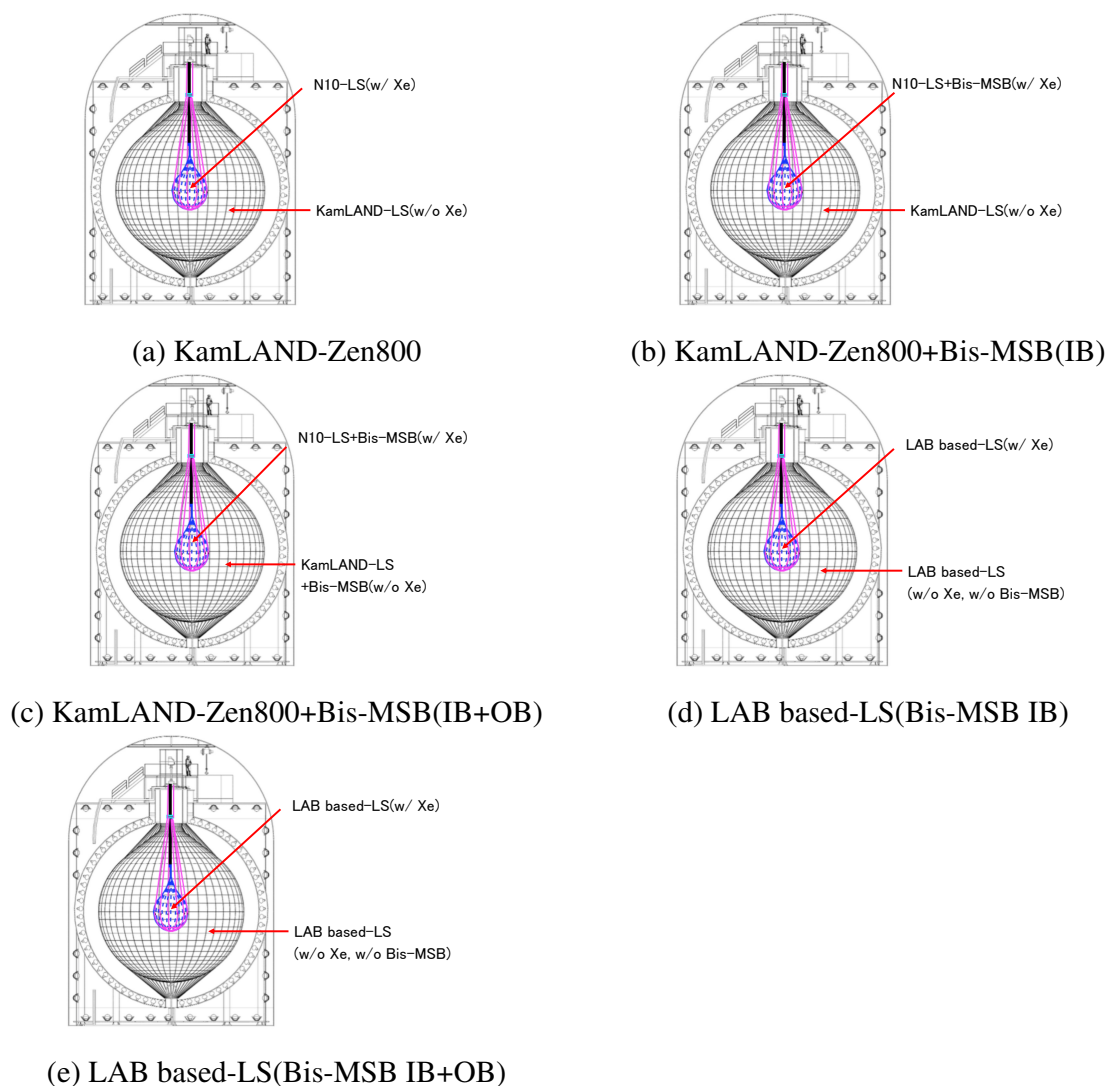 N10-LS(w/ Xe)
KamLAND-LS(w/o Xe)
(a) KamLAND-Zen800
N10-LS+Bis-MSB(w/ Xe)
KamLAND-LS(w/o Xe)
(b) KamLAND-Zen800+Bis-MSB(IB)
N10-LS+Bis-MSB(w/ Xe)
KamLAND-LS
+Bis-MSB(w/o Xe)
(c) KamLAND-Zen800+Bis-MSB(IB+OB)
LAB based-LS(w/ Xe)
LAB based-LS
(w/o Xe, w/o Bis-MSB)
(d) LAB based-LS(Bis-MSB IB)
LAB based-LS(w/ Xe)
LAB based-LS
(w/o Xe, w/o Bis-MSB)
(e) LAB based-LS(Bis-MSB IB+OB)